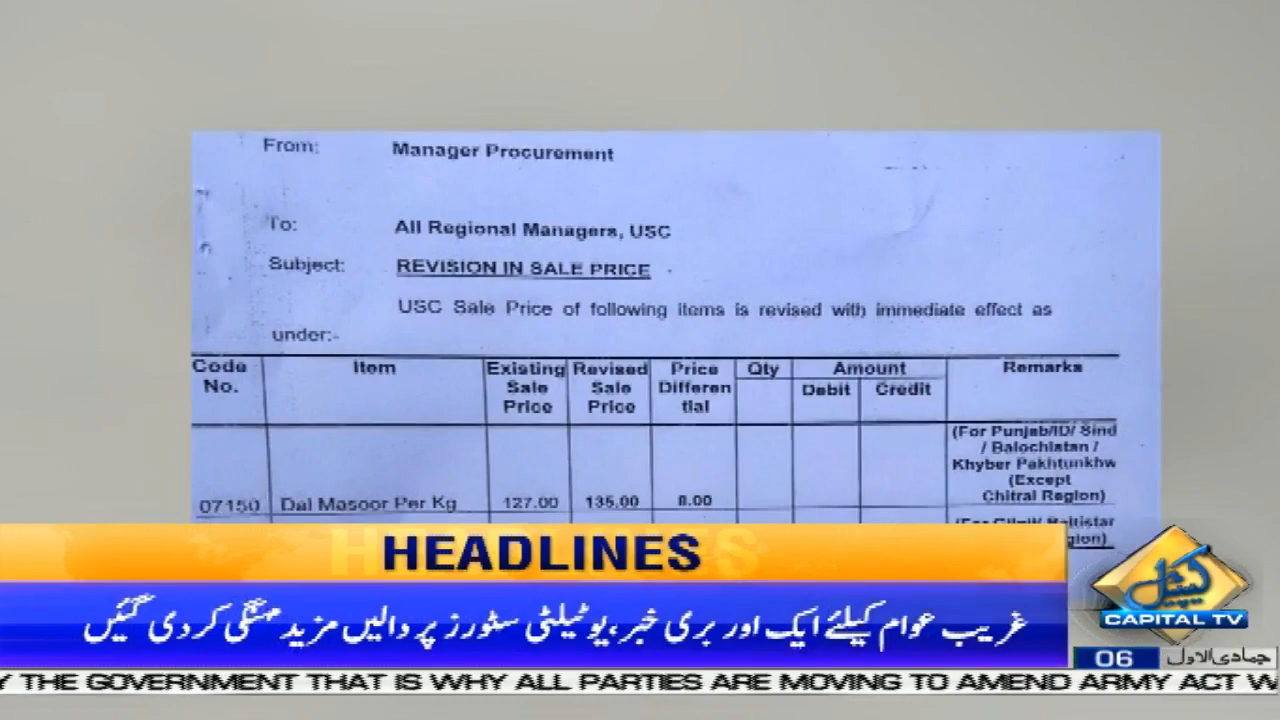 From: Manager Procurement
To: All Regional Managers, USC
Subject: REVISION IN SALE PRICE
USC Sale Price of following items is revised with immediate effect as
under:-
Code No. Item Existing Sale Price Revised Sale Price Price Differen tial Qty Amount Debit Credit Remarks
07150 Dal Masoor Per Kg 127.00 135.00 8.00 (For Punjab/ID/ Sind / Balochistan / Khyber Pakhtunkhw (Except Chitral Region)
HEADLINES
غریب عوام کیلئے ایک اور بری خبر، یوٹیلٹی سٹورز پر دالیں مزید مہنگی کر دی گئیں
کیپیٹل
CAPITAL TV
06 جمادی الاول
Y THE GOVERNMENT THAT IS WHY ALL PARTIES ARE MOVING TO AMEND ARMY ACT W